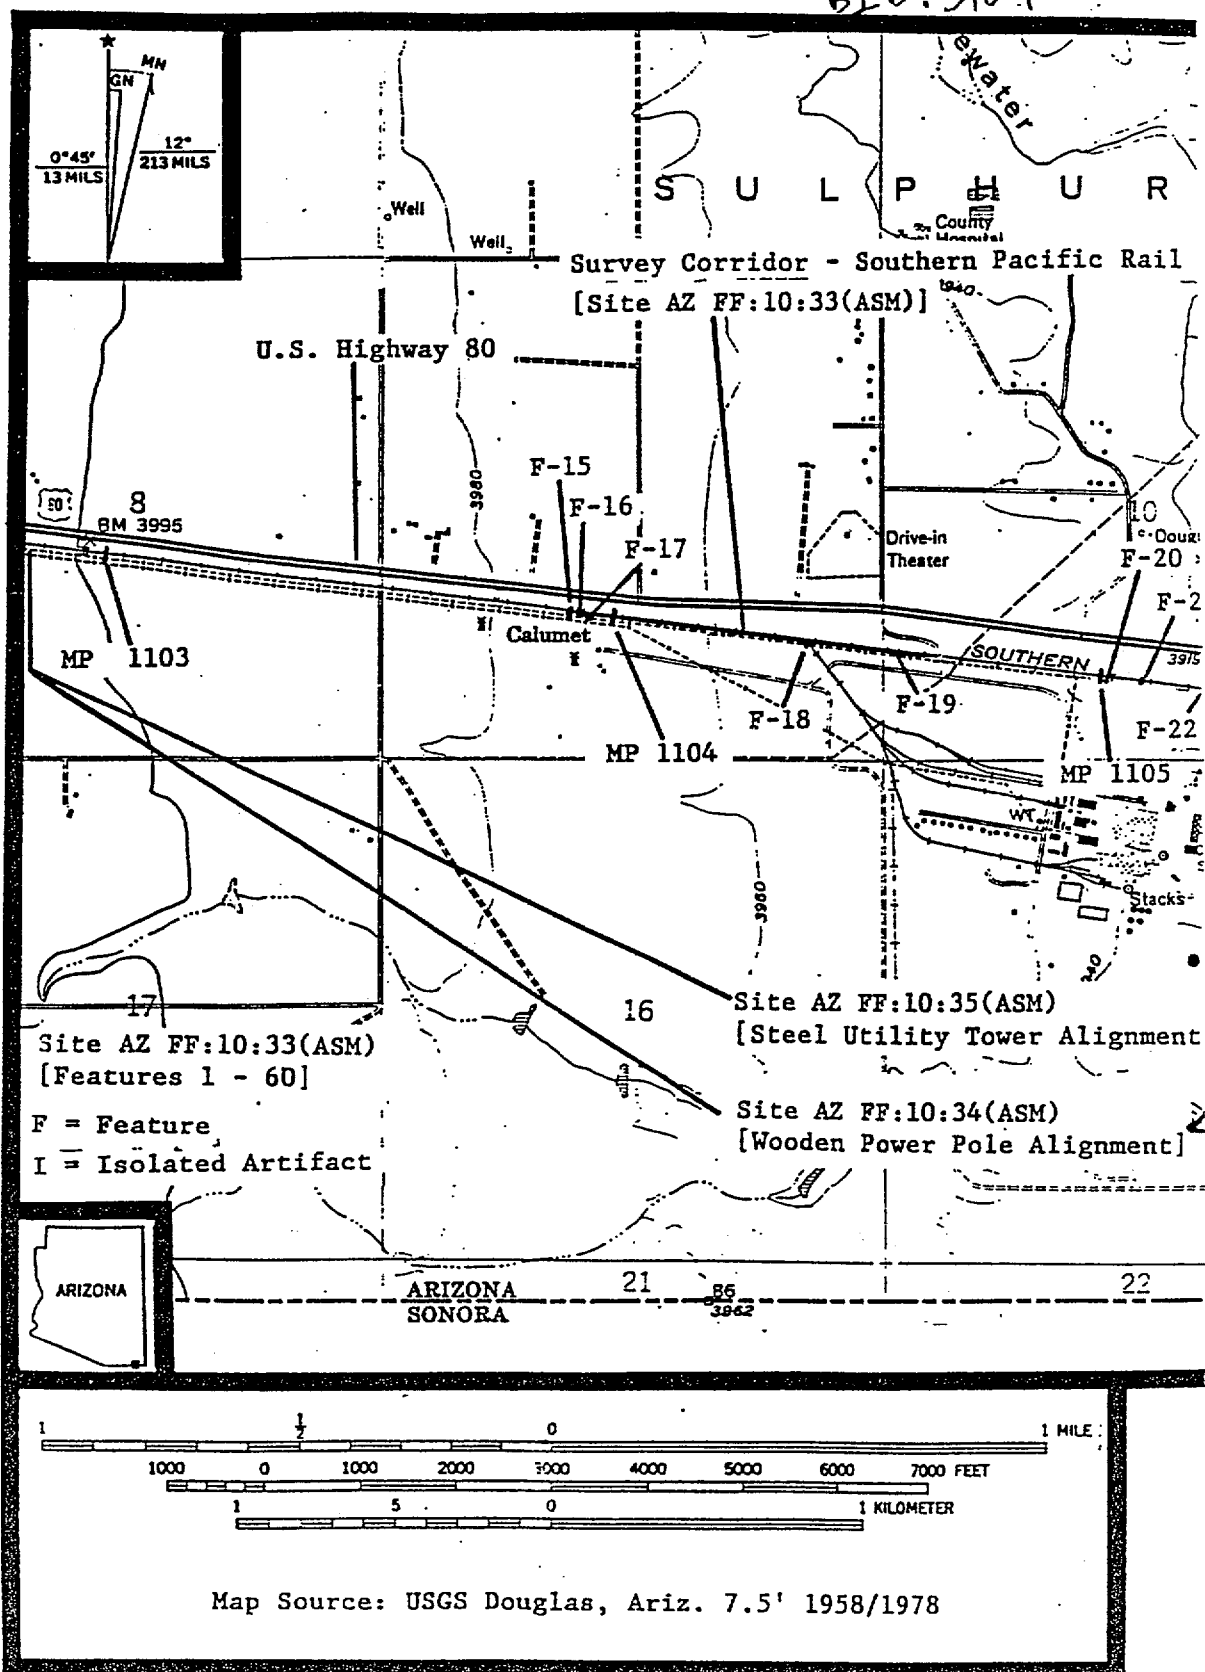 MN
GN
0°45'
13 MILS
12°
213 MILS
ewater
S U L P H U R
Well
Well
County
Hospital
Survey Corridor - Southern Pacific Rail
[Site AZ FF:10:33(ASM)]
3940
U.S. Highway 80
F-15
3980
F-16
80
8
BM 3995
F-17
10
Drive-in
Theater
F-20
F-2
Calumet
MP 1103
SOUTHERN
3915
F-19
F-18
F-22
MP 1104
MP 1105
WT
3960
Stacks
17
16
Site AZ FF:10:35(ASM)
[Steel Utility Tower Alignment
Site AZ FF:10:33(ASM)
[Features 1 - 60]
Site AZ FF:10:34(ASM)
[Wooden Power Pole Alignment]
F = Feature
I = Isolated Artifact
ARIZONA
ARIZONA
SONORA
21
86
3962
22
1 1/2 0 1 MILE
1000 0 1000 2000 3000 4000 5000 6000 7000 FEET
1 5 0 1 KILOMETER
Map Source: USGS Douglas, Ariz. 7.5' 1958/1978